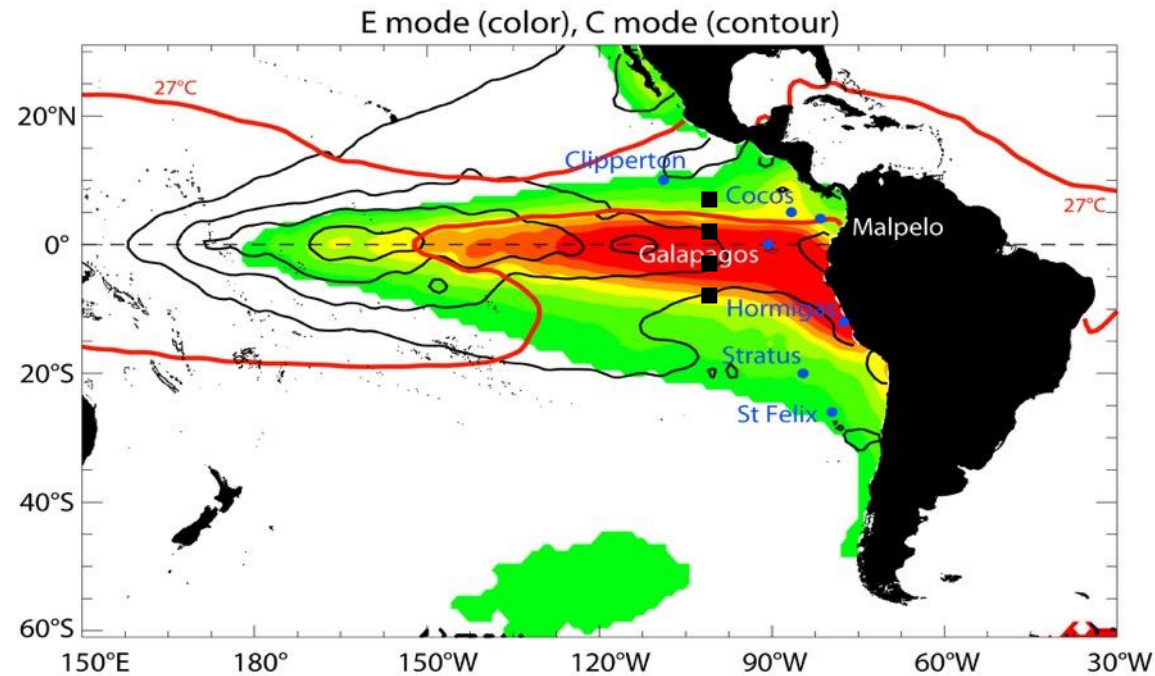 E mode (color), C mode (contour)
27°C
20°N
Clipperton
Cocos
27°C
Malpelo
0°
Galapagos
Hormigas
Stratus
20°S
St Felix
40°S
60°S
150°E 180° 150°W 120°W 90°W 60°W 30°W